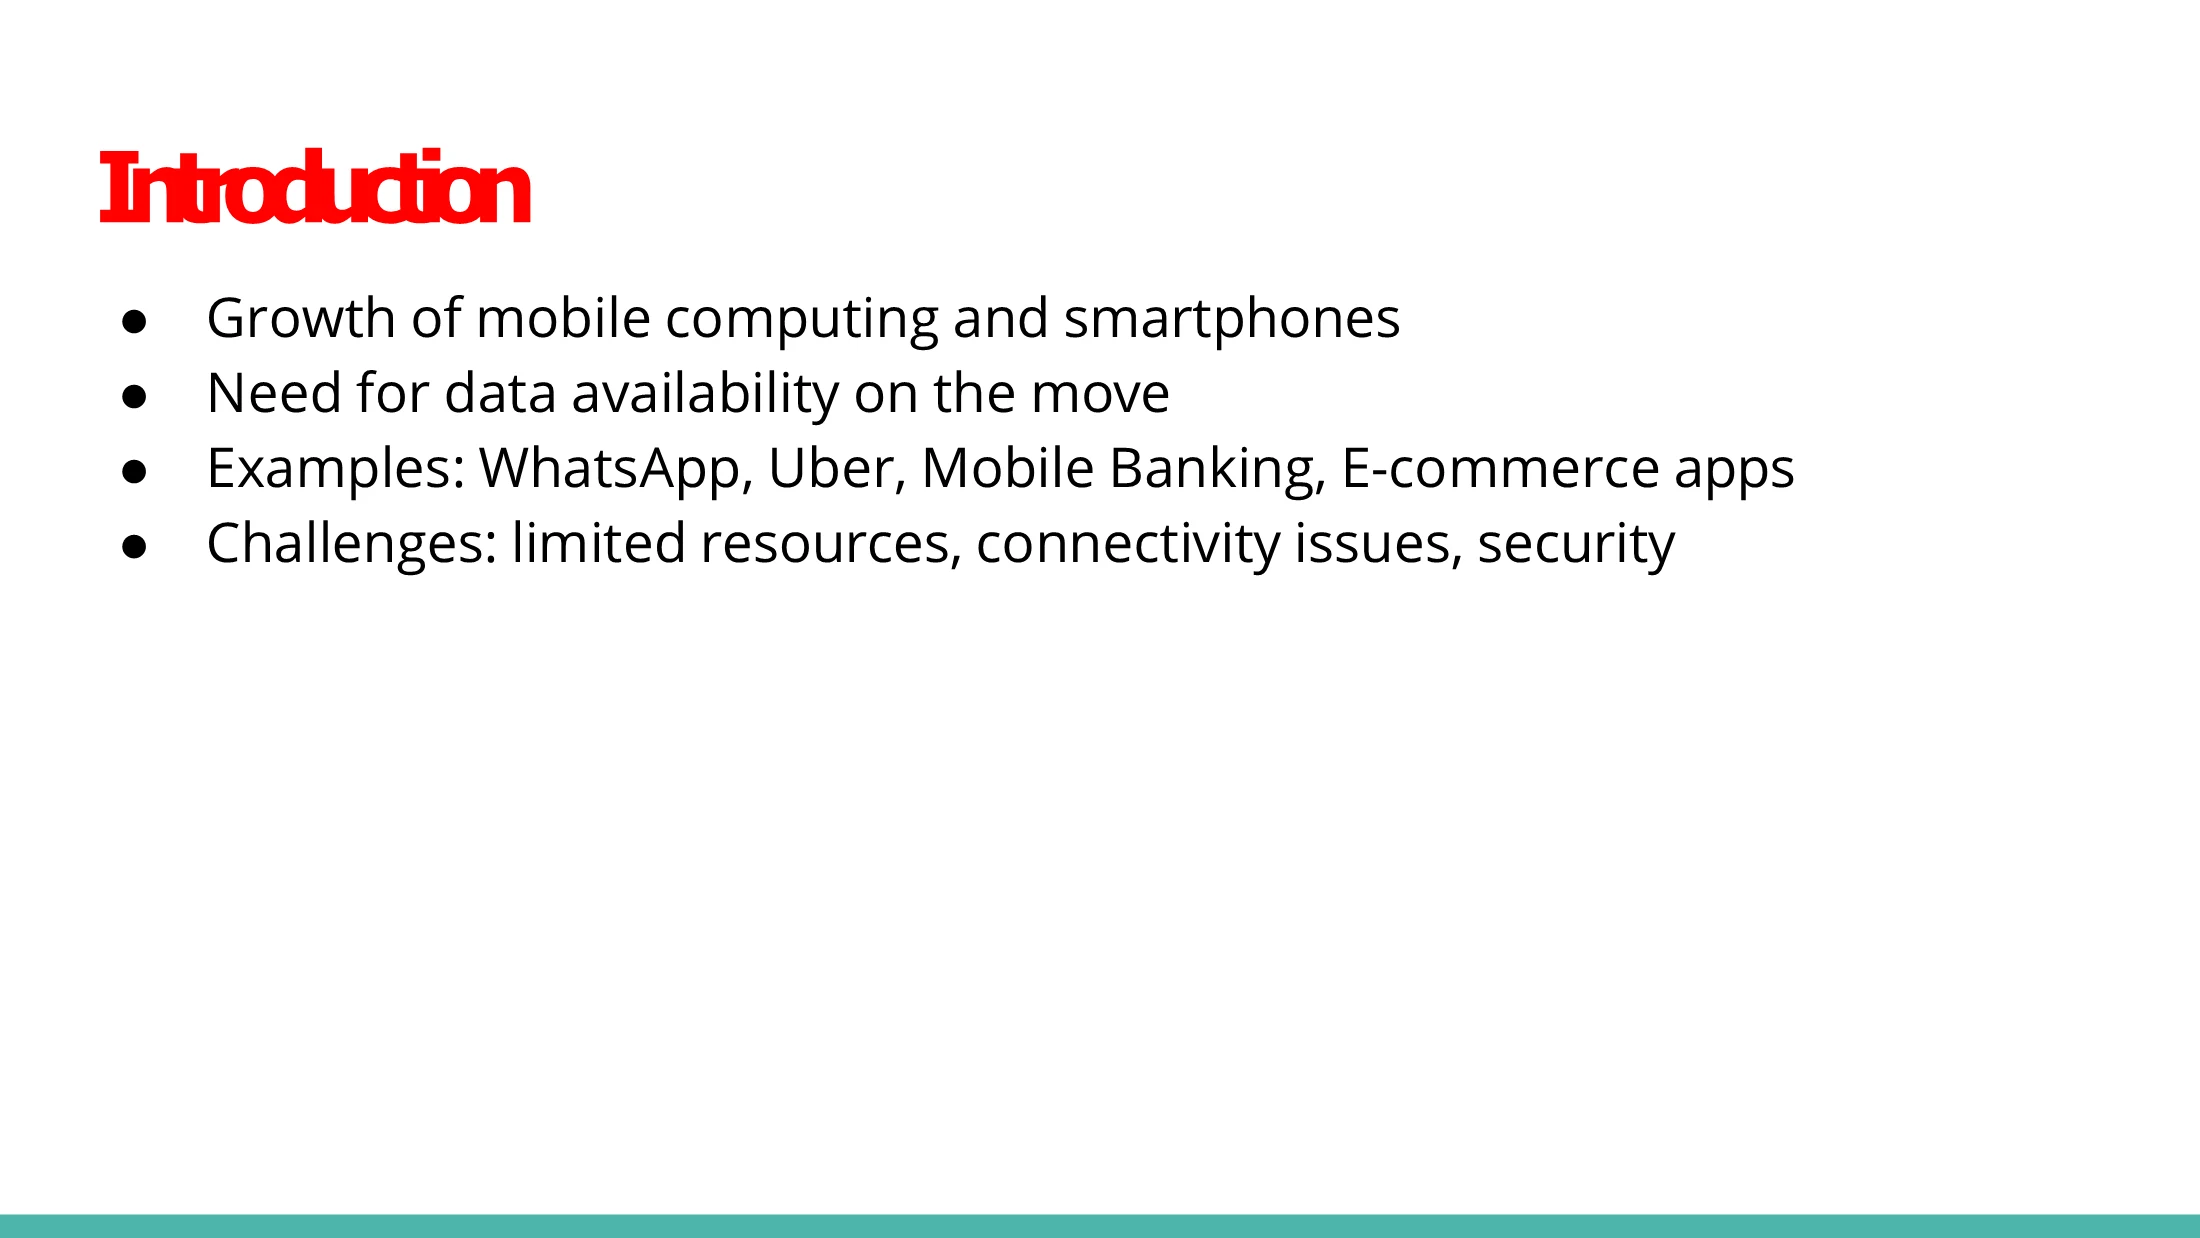 Introduction
● Growth of mobile computing and smartphones
● Need for data availability on the move
● Examples: WhatsApp, Uber, Mobile Banking, E-commerce apps
● Challenges: limited resources, connectivity issues, security